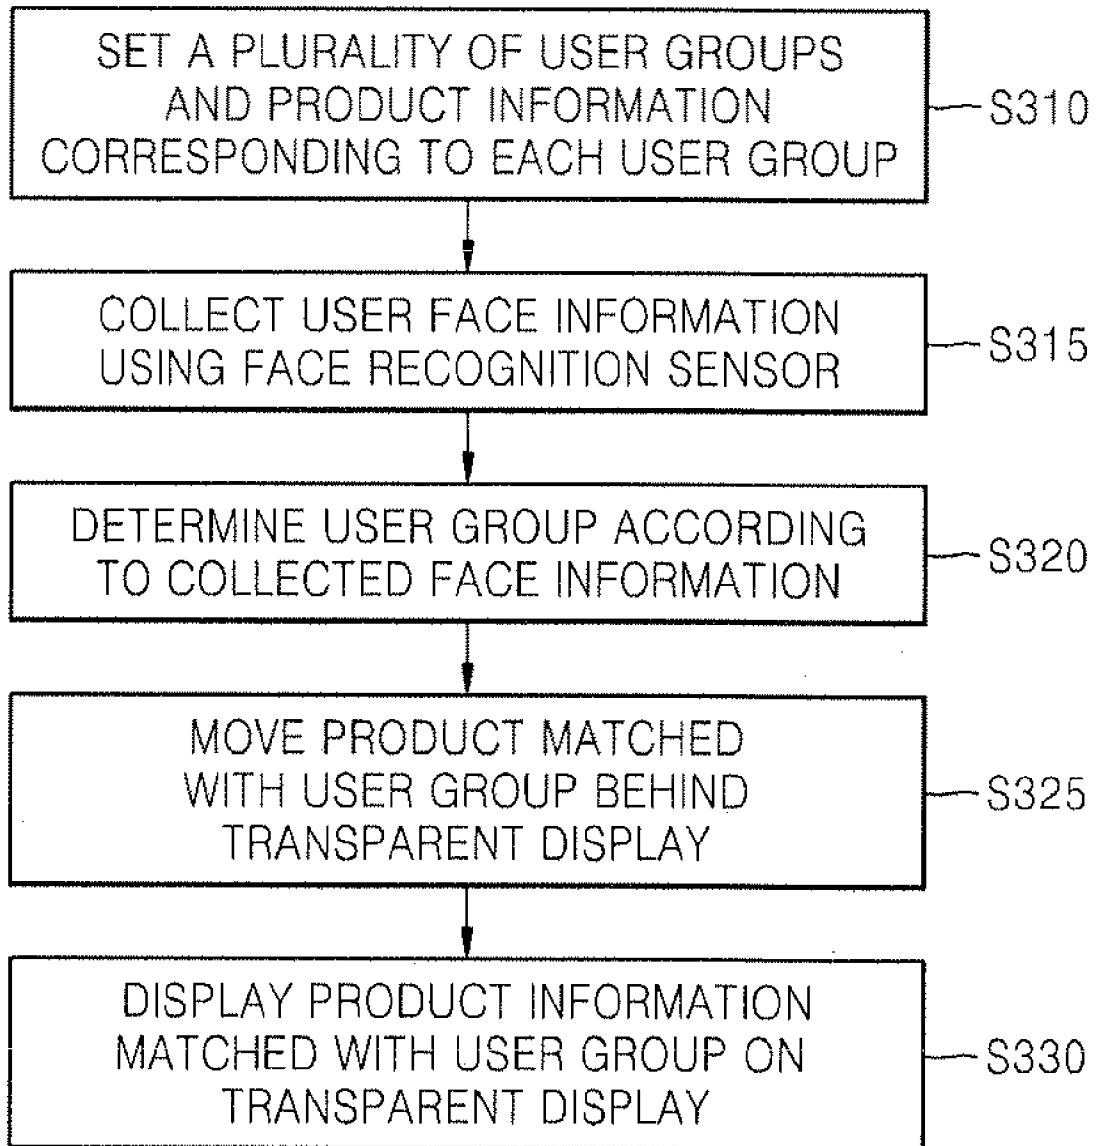 SET A PLURALITY OF USER GROUPS
AND PRODUCT INFORMATION
CORRESPONDING TO EACH USER GROUP
S310
COLLECT USER FACE INFORMATION
USING FACE RECOGNITION SENSOR
S315
DETERMINE USER GROUP ACCORDING
TO COLLECTED FACE INFORMATION
S320
MOVE PRODUCT MATCHED
WITH USER GROUP BEHIND
TRANSPARENT DISPLAY
S325
DISPLAY PRODUCT INFORMATION
MATCHED WITH USER GROUP ON
TRANSPARENT DISPLAY
S330